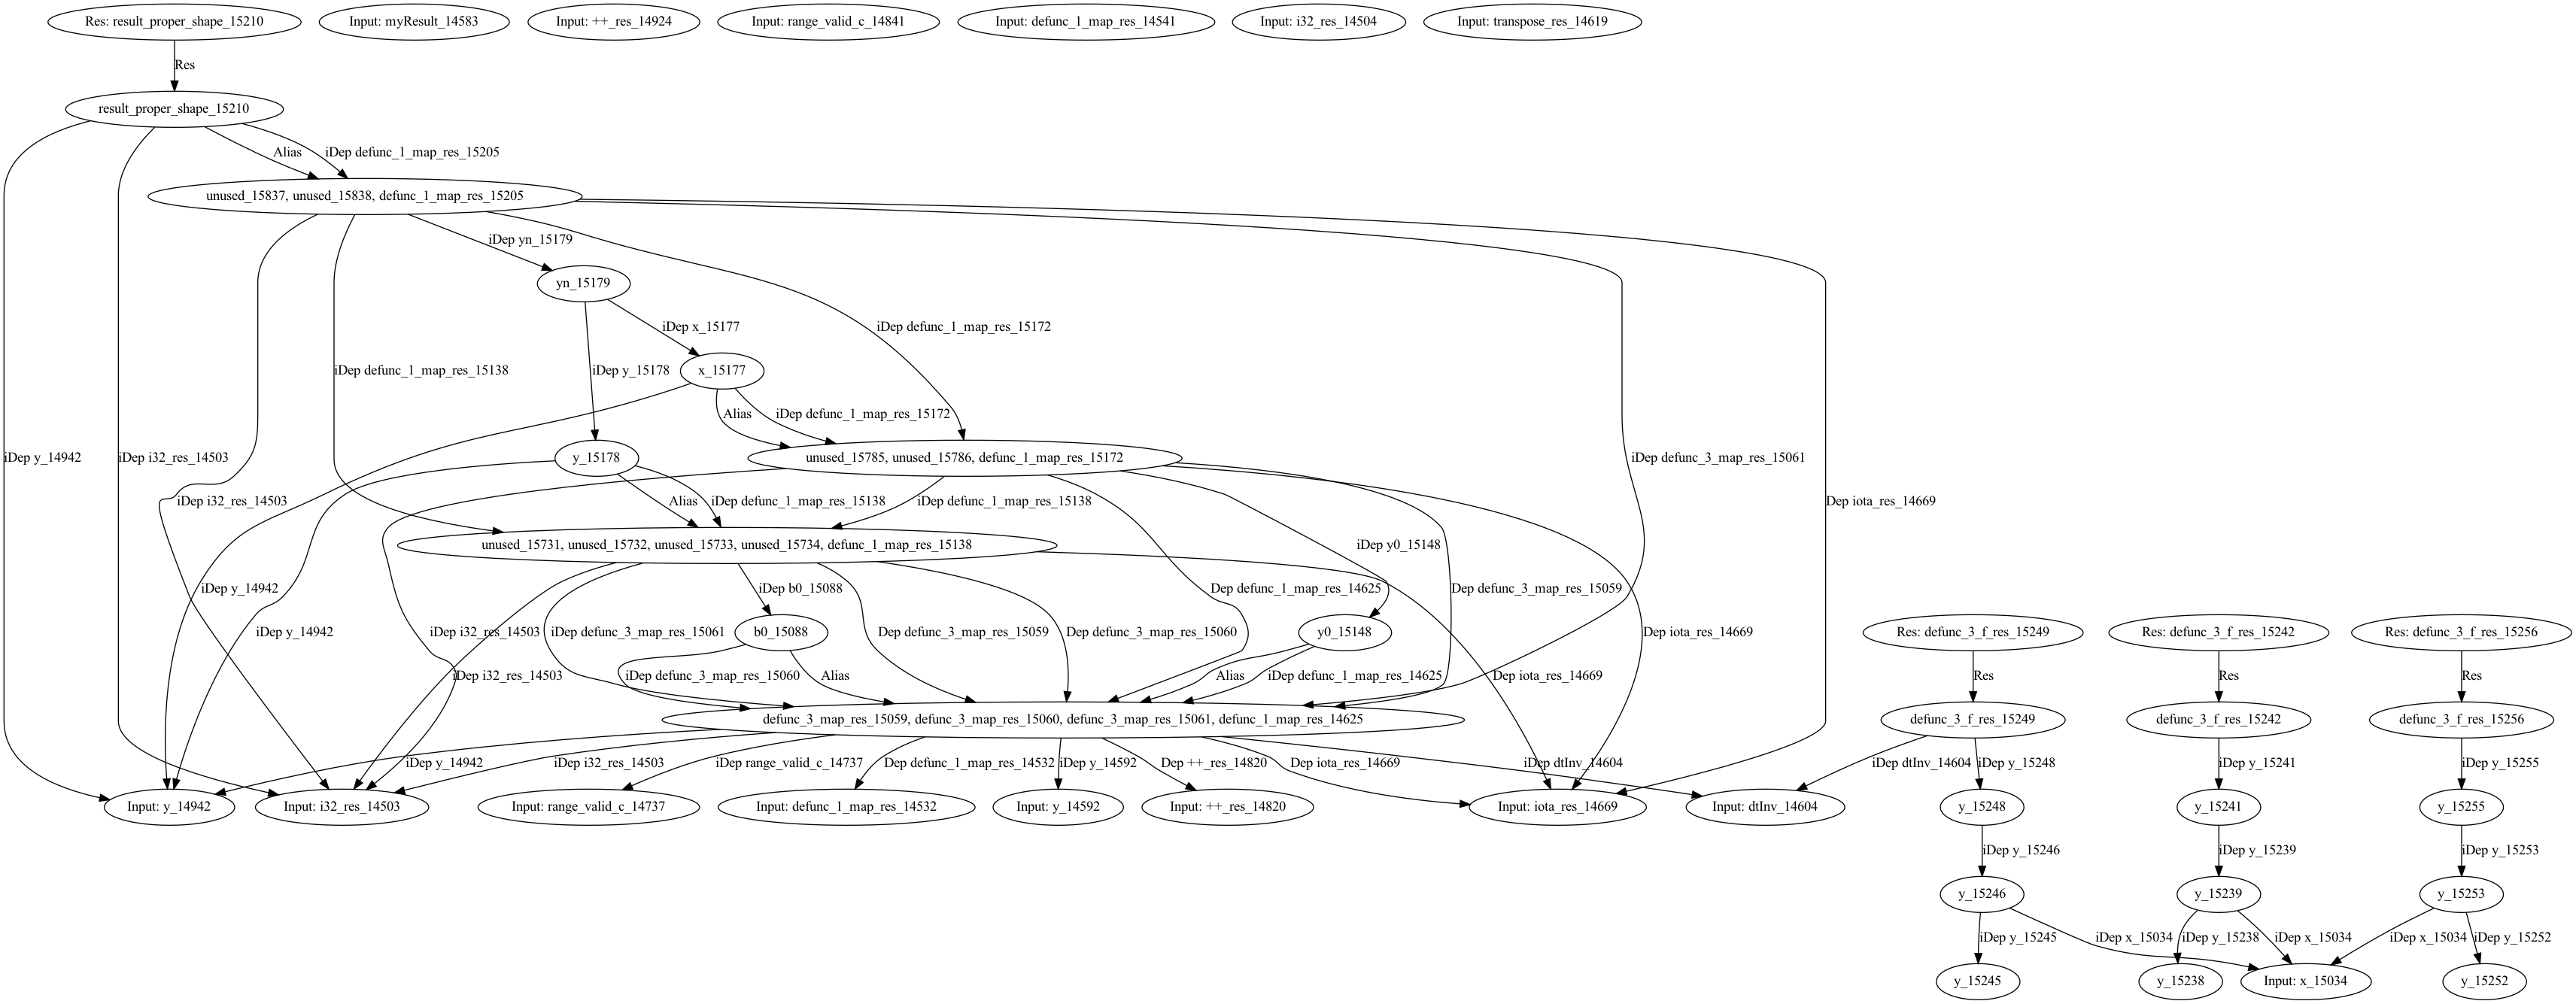 Res: result_proper_shape_15210
Input: myResult_14583
Input: ++_res_14924
Input: range_valid_c_14841
Input: defunc_1_map_res_14541
Input: i32_res_14504
Input: transpose_res_14619
Res
result_proper_shape_15210
Alias
iDep defunc_1_map_res_15205
unused_15837, unused_15838, defunc_1_map_res_15205
iDep yn_15179
yn_15179
iDep x_15177
iDep defunc_1_map_res_15172
iDep defunc_1_map_res_15138
iDep y_15178
x_15177
Alias
iDep defunc_1_map_res_15172
iDep y_14942
iDep i32_res_14503
y_15178
unused_15785, unused_15786, defunc_1_map_res_15172
iDep defunc_3_map_res_15061
iDep i32_res_14503
Alias
iDep defunc_1_map_res_15138
iDep defunc_1_map_res_15138
Dep iota_res_14669
unused_15731, unused_15732, unused_15733, unused_15734, defunc_1_map_res_15138
iDep y0_15148
iDep y_14942
iDep b0_15088
Dep defunc_1_map_res_14625
Dep defunc_3_map_res_15059
iDep y_14942
iDep i32_res_14503
iDep defunc_3_map_res_15061
b0_15088
Dep defunc_3_map_res_15059
Dep defunc_3_map_res_15060
y0_15148
Dep iota_res_14669
Res: defunc_3_f_res_15249
Res: defunc_3_f_res_15242
Res: defunc_3_f_res_15256
iDep i32_res_14503
iDep defunc_3_map_res_15060
Alias
Alias
iDep defunc_1_map_res_14625
Dep iota_res_14669
Res
Res
Res
defunc_3_map_res_15059, defunc_3_map_res_15060, defunc_3_map_res_15061, defunc_1_map_res_14625
defunc_3_f_res_15249
defunc_3_f_res_15242
defunc_3_f_res_15256
iDep y_14942
iDep i32_res_14503
iDep range_valid_c_14737
Dep defunc_1_map_res_14532
iDep y_14592
Dep ++_res_14820
Dep iota_res_14669
iDep dtInv_14604
iDep dtInv_14604
iDep y_15248
iDep y_15241
iDep y_15255
Input: y_14942
Input: i32_res_14503
Input: range_valid_c_14737
Input: defunc_1_map_res_14532
Input: y_14592
Input: ++_res_14820
Input: iota_res_14669
Input: dtInv_14604
y_15248
y_15241
y_15255
iDep y_15246
iDep y_15239
iDep y_15253
y_15246
y_15239
y_15253
iDep y_15245
iDep x_15034
iDep y_15238
iDep x_15034
iDep x_15034
iDep y_15252
y_15245
y_15238
Input: x_15034
y_15252